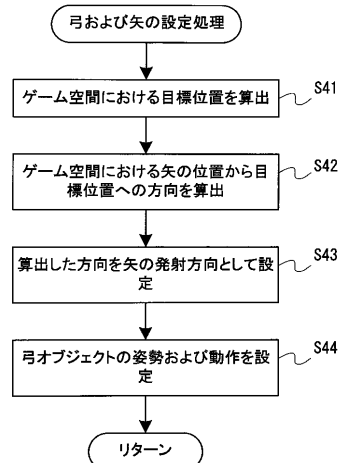 弓および矢の設定処理
ゲーム空間における目標位置を算出
S41
ゲーム空間における矢の位置から目
標位置への方向を算出
S42
算出した方向を矢の発射方向として設
定
S43
弓オブジェクトの姿勢および動作を設
定
S44
リターン